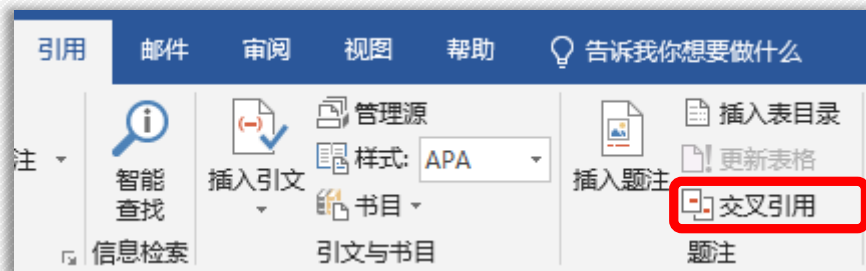 引用 邮件 审阅 视图 帮助 告诉我你想要做什么
注
智能
查找
信息检索
插入引文
管理源
样式: APA
书目
引文与书目
插入题注
插入表目录
更新表格
交叉引用
题注